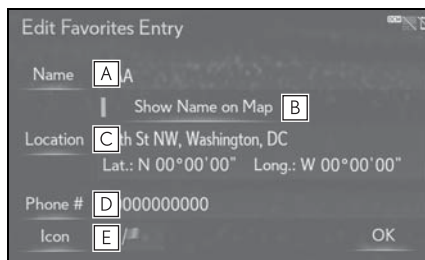 Edit Favorites Entry
Name A A
Show Name on Map B
Location C th St NW, Washington, DC
Lat.: N 00°00'00" Long.: W 00°00'00"
Phone # D 000000000
Icon E /
OK